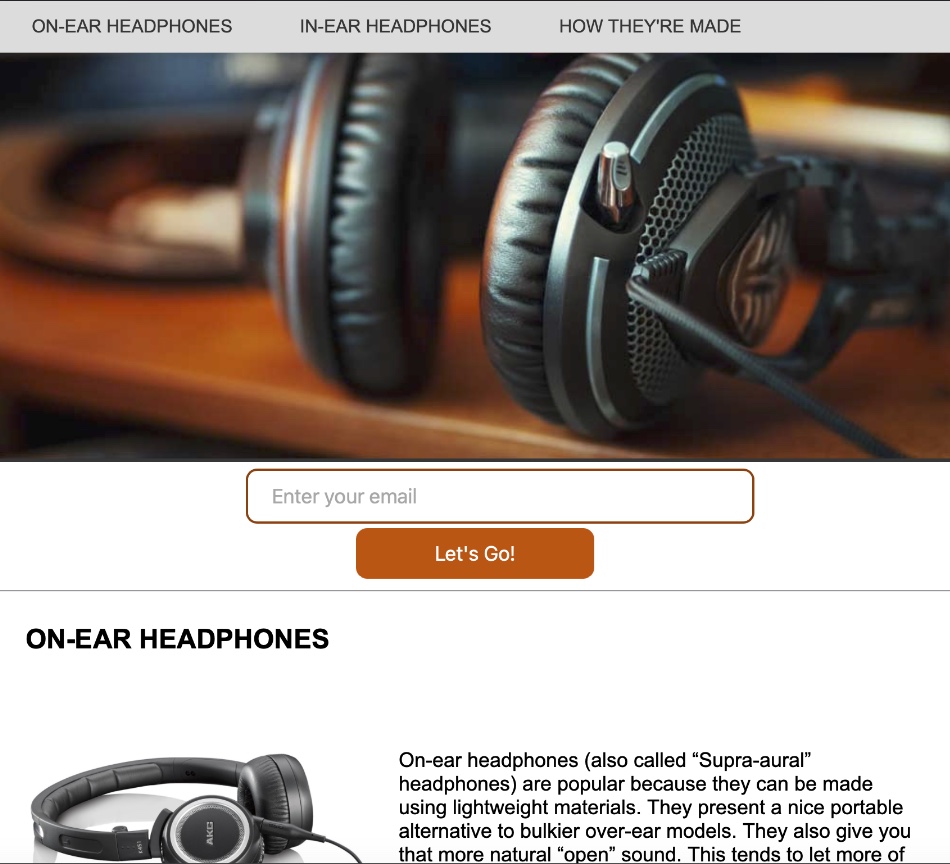 ON-EAR HEADPHONES
IN-EAR HEADPHONES
HOW THEY'RE MADE
Enter your email
Let's Go!
ON-EAR HEADPHONES
AKG
On-ear headphones (also called “Supra-aural”
headphones) are popular because they can be made
using lightweight materials. They present a nice portable
alternative to bulkier over-ear models. They also give you
that more natural “open” sound. This tends to let more of